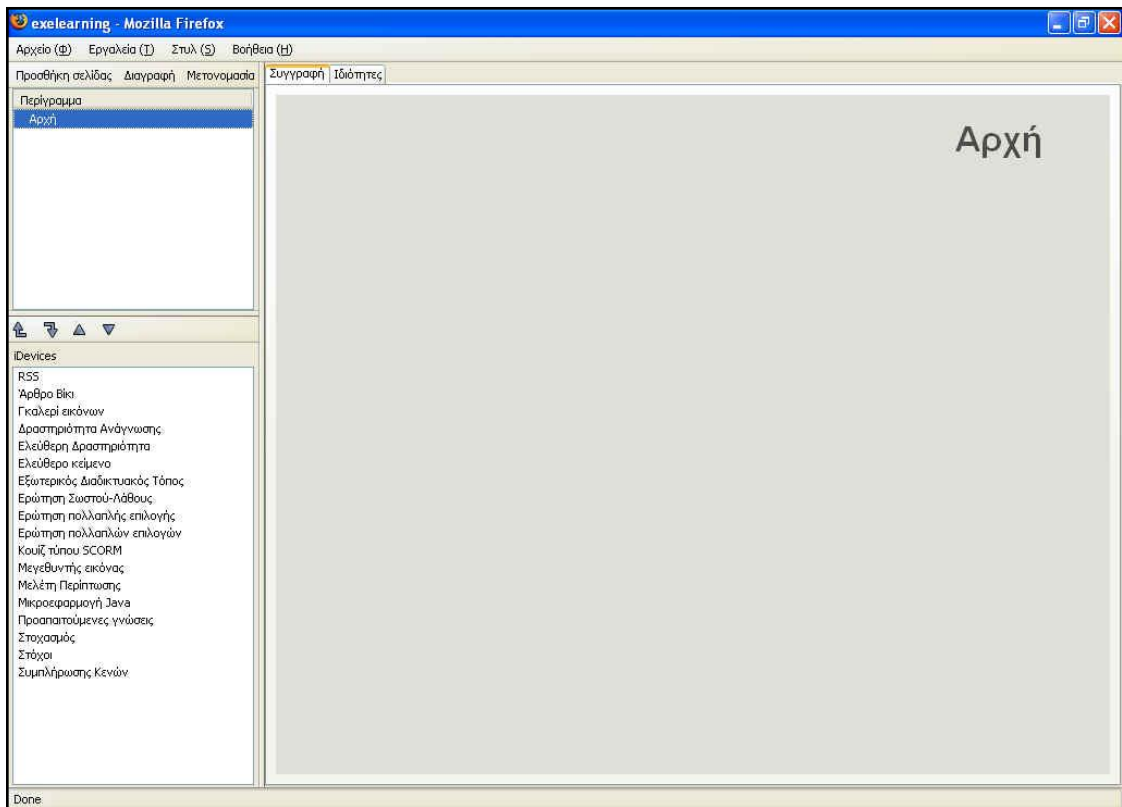 exelearning - Mozilla Firefox
Αρχείο (Φ) Εργαλεία (Τ) Στυλ (S) Βοήθεια (H)
Προσθήκη σελίδας Διαγραφή Μετονομασία
Συγγραφή Ιδιότητες
Περίγραμμα
Αρχή
Αρχή
iDevices
RSS
Άρθρο Βίκι
Γκαλερί εικόνων
Δραστηριότητα Ανάγνωσης
Ελεύθερη Δραστηριότητα
Ελεύθερο κείμενο
Εξωτερικός Διαδικτυακός Τόπος
Ερώτηση Σωστού-Λάθους
Ερώτηση πολλαπλής επιλογής
Ερώτηση πολλαπλών επιλογών
Κουίζ τύπου SCORM
Μεγεθυντής εικόνας
Μελέτη Περίπτωσης
Μικροεφαρμογή Java
Προαπαιτούμενες γνώσεις
Στοχασμός
Στόχοι
Συμπλήρωσης Κενών
Done